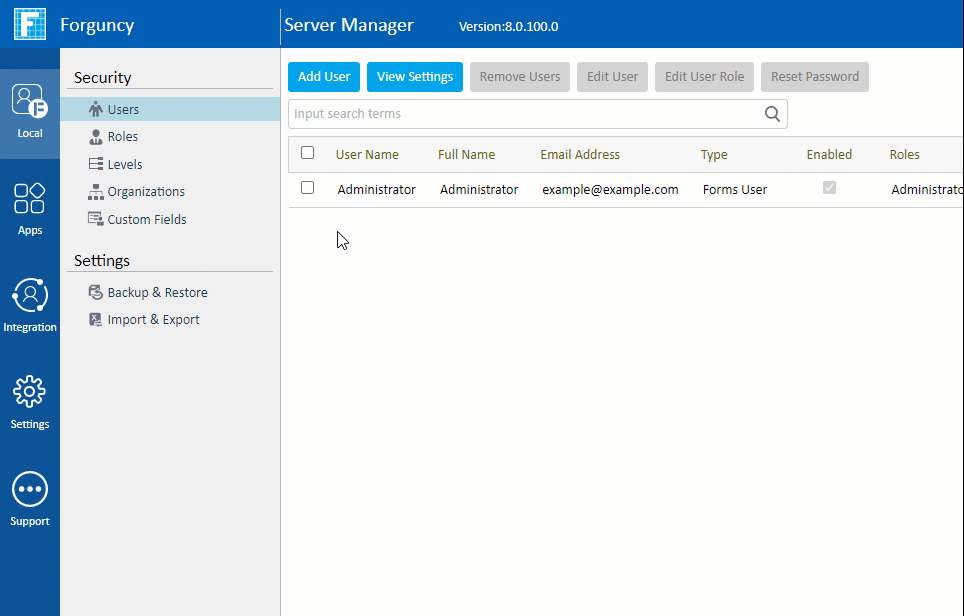 Forguncy
Server Manager Version:8.0.100.0
Local
Apps
Integration
Settings
Support
Security
Users
Roles
Levels
Organizations
Custom Fields
Settings
Backup & Restore
Import & Export
Add User View Settings Remove Users Edit User Edit User Role Reset Password
Input search terms
User Name Full Name Email Address Type Enabled Roles
Administrator Administrator example@example.com Forms User Administrato